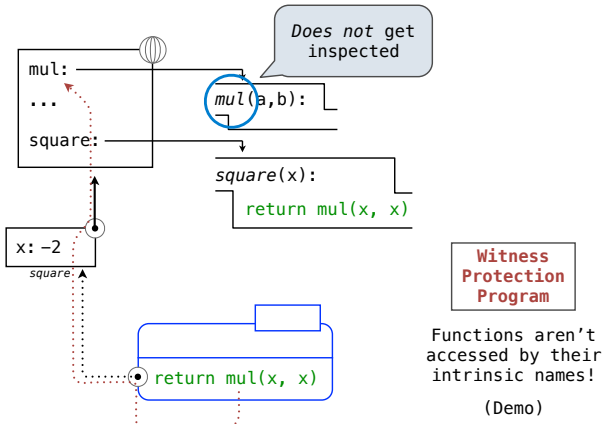 Does not get
inspected
mul:
mul(a,b):
...
square:
square(x):
return mul(x, x)
x: -2
square
Witness
Protection
Program
Functions aren’t
accessed by their
intrinsic names!
return mul(x, x)
(Demo)